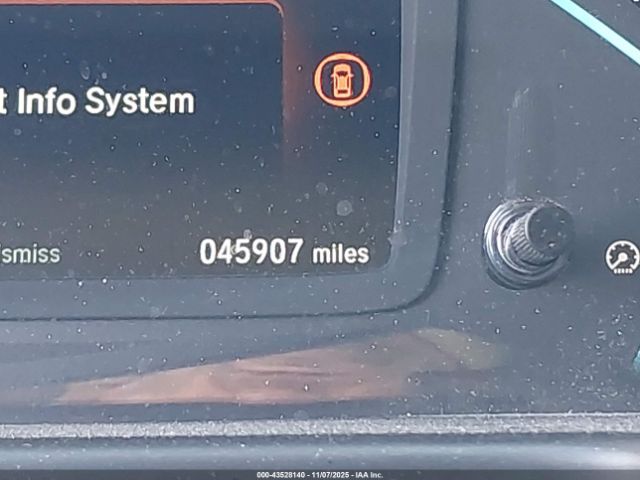 t Info System
smiss
045907 miles
000-43528140 - 11/07/2025 - IAA Inc.